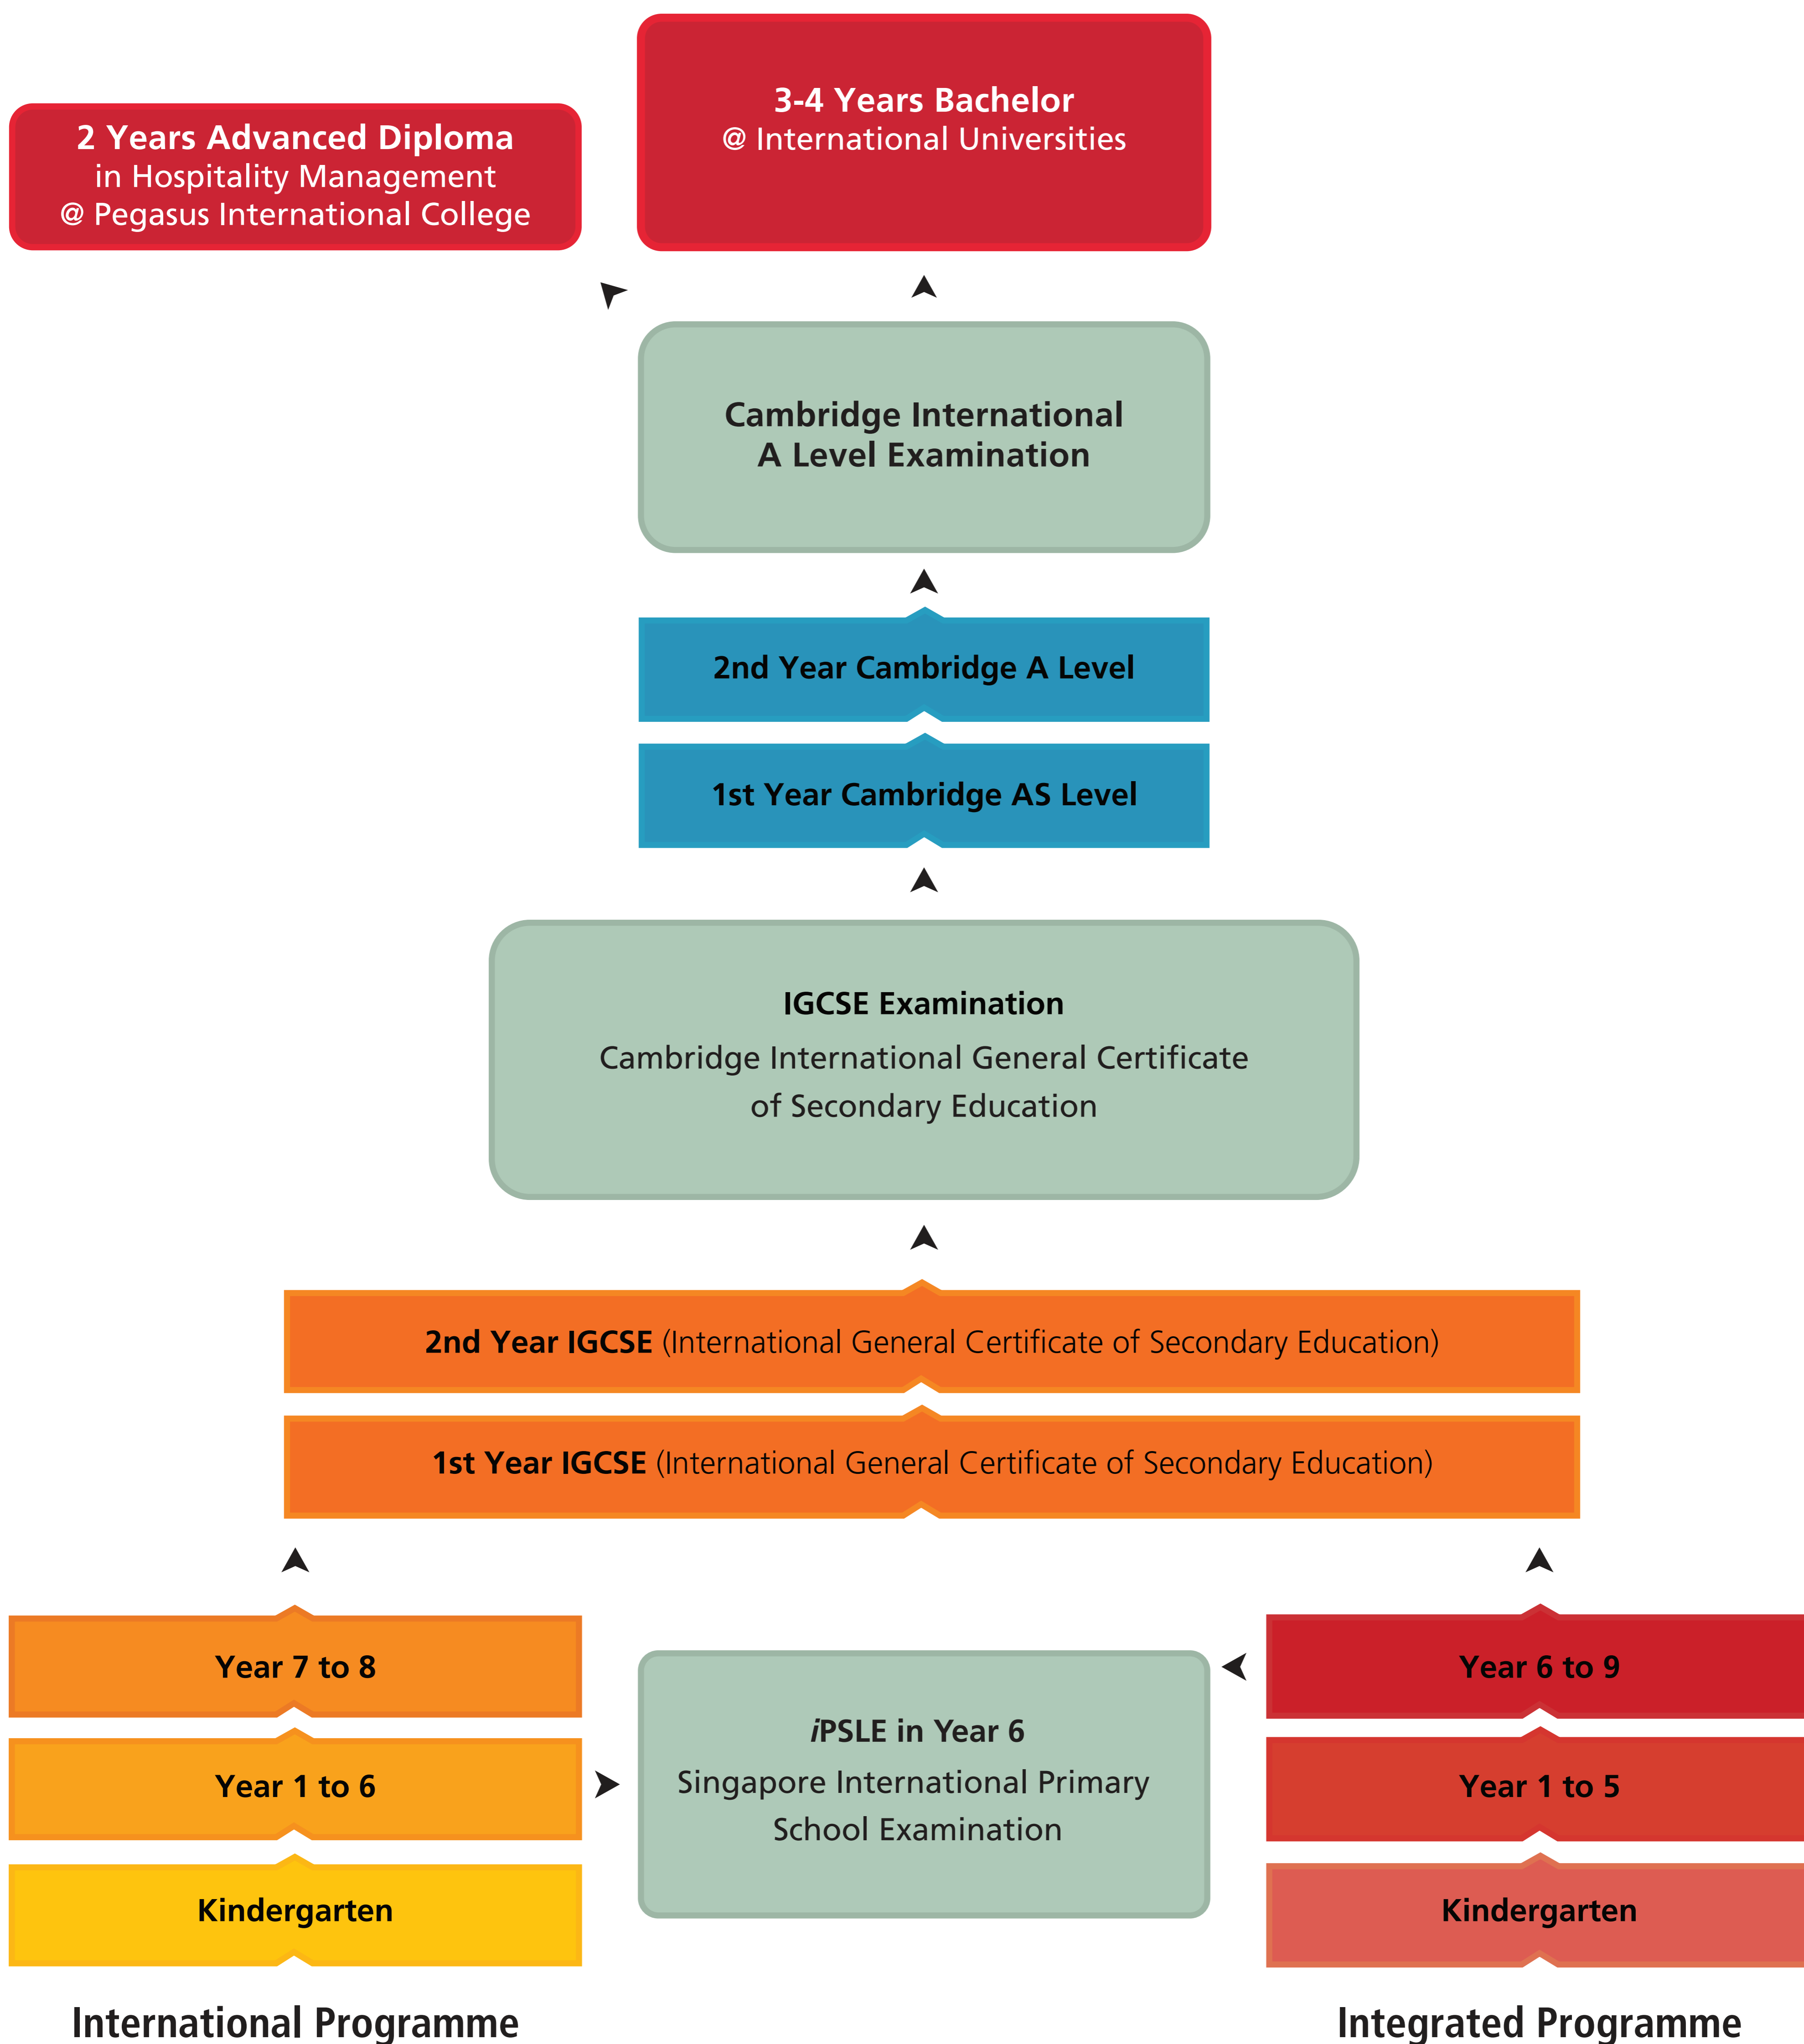 3-4 Years Bachelor
@ International Universities
2 Years Advanced Diploma
in Hospitality Management
@ Pegasus International College
Cambridge International
A Level Examination
2nd Year Cambridge A Level
1st Year Cambridge AS Level
IGCSE Examination
Cambridge International General Certificate
of Secondary Education
2nd Year IGCSE (International General Certificate of Secondary Education)
1st Year IGCSE (International General Certificate of Secondary Education)
Year 7 to 8
Year 1 to 6
Kindergarten
International Programme
iPSLE in Year 6
Singapore International Primary
School Examination
Year 6 to 9
Year 1 to 5
Kindergarten
Integrated Programme